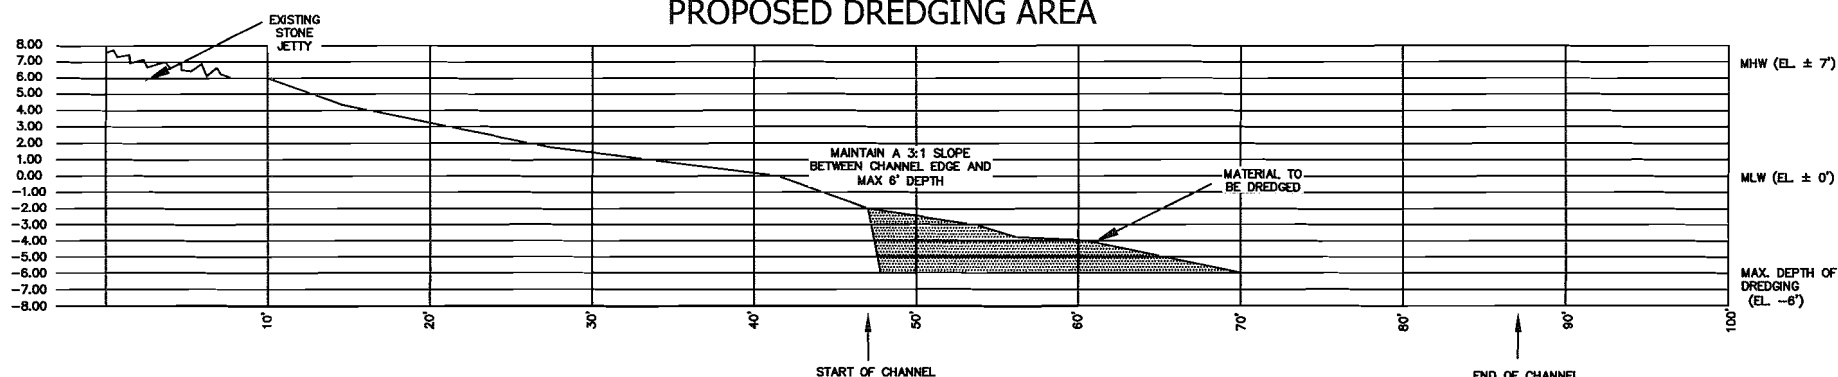 PROPOSED DREDGING AREA
EXISTING
STONE
JETTY
8.00
7.00
6.00
5.00
4.00
3.00
2.00
1.00
0.00
-1.00
-2.00
-3.00
-4.00
-5.00
-6.00
-7.00
-8.00
MAINTAIN A 3:1 SLOPE
BETWEEN CHANNEL EDGE AND
MAX 6' DEPTH
MATERIAL TO
BE DREDGED
MHW (EL. ± 7')
MLW (EL. ± 0')
MAX. DEPTH OF
DREDGING
(EL. -6')
10'
20'
30'
40'
50'
60'
70'
80'
90'
100'
START OF CHANNEL
END OF CHANNEL